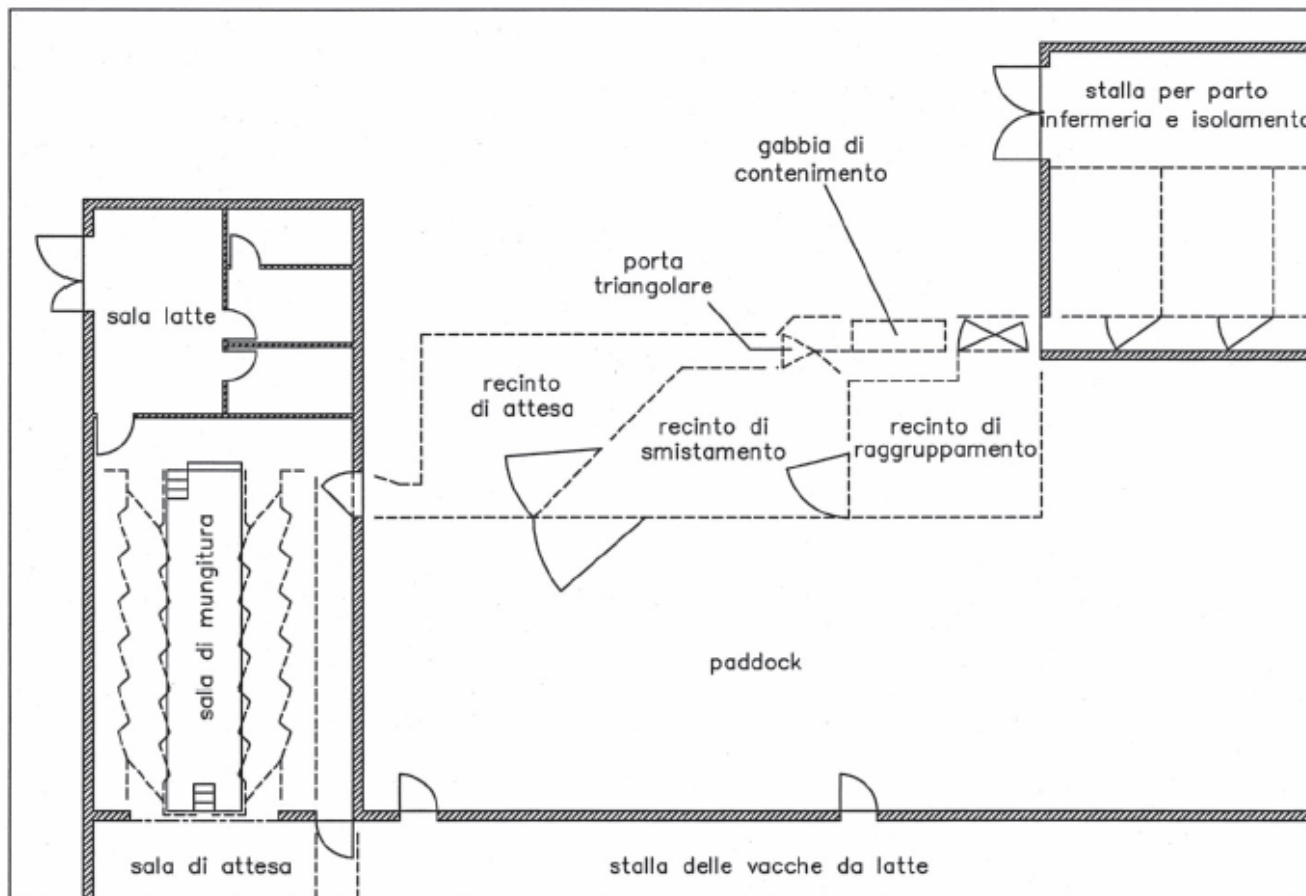 stalla per parto
infermeria e isolamento
gabbia di
contenimento
porta
triangolare
sala latte
recinto
di attesa
recinto di
smistamento
recinto di
raggruppamento
sala di mungitura
paddock
sala di attesa
stalla delle vacche da latte